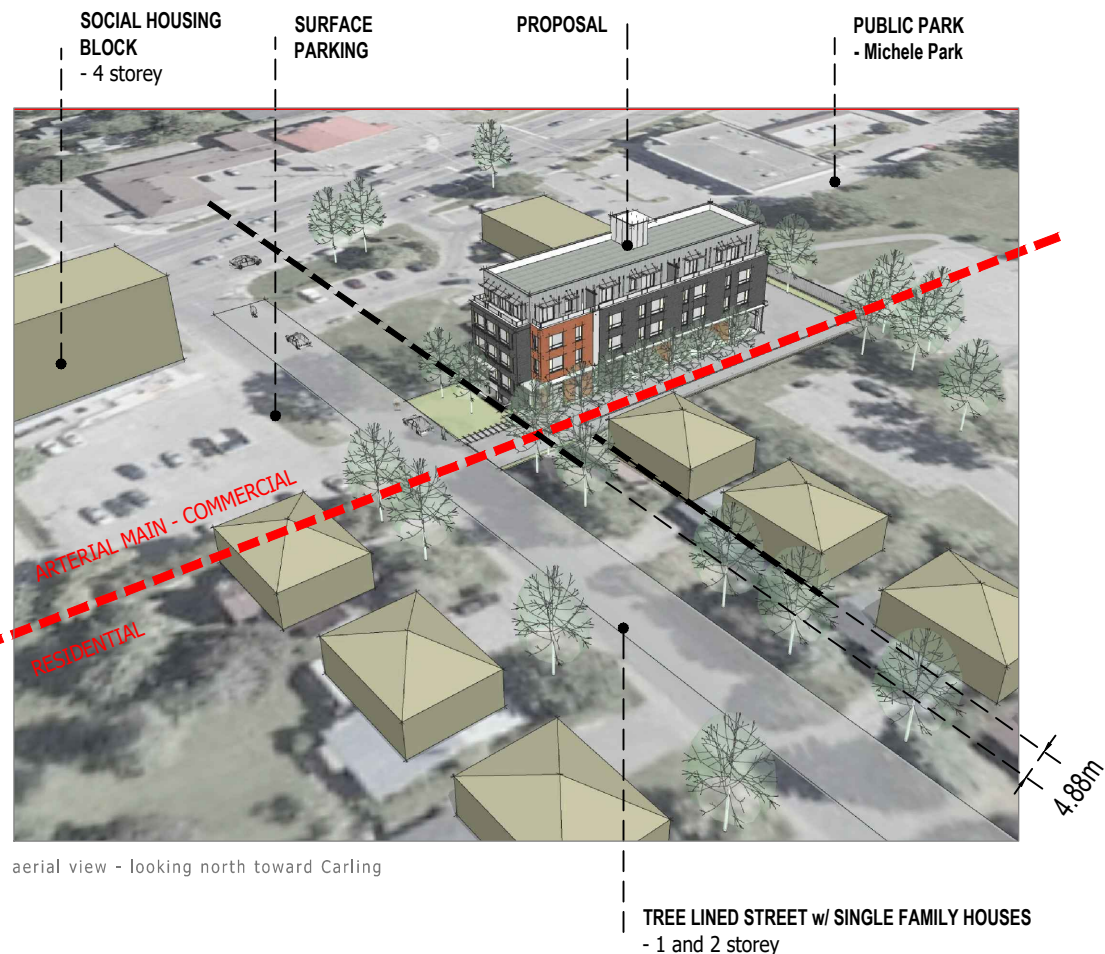 SOCIAL HOUSING
BLOCK
- 4 storey
SURFACE
PARKING
PROPOSAL
PUBLIC PARK
- Michele Park
ARTERIAL MAIN - COMMERCIAL
RESIDENTIAL
4.88m
aerial view - looking north toward Carling
TREE LINED STREET w/ SINGLE FAMILY HOUSES
- 1 and 2 storey